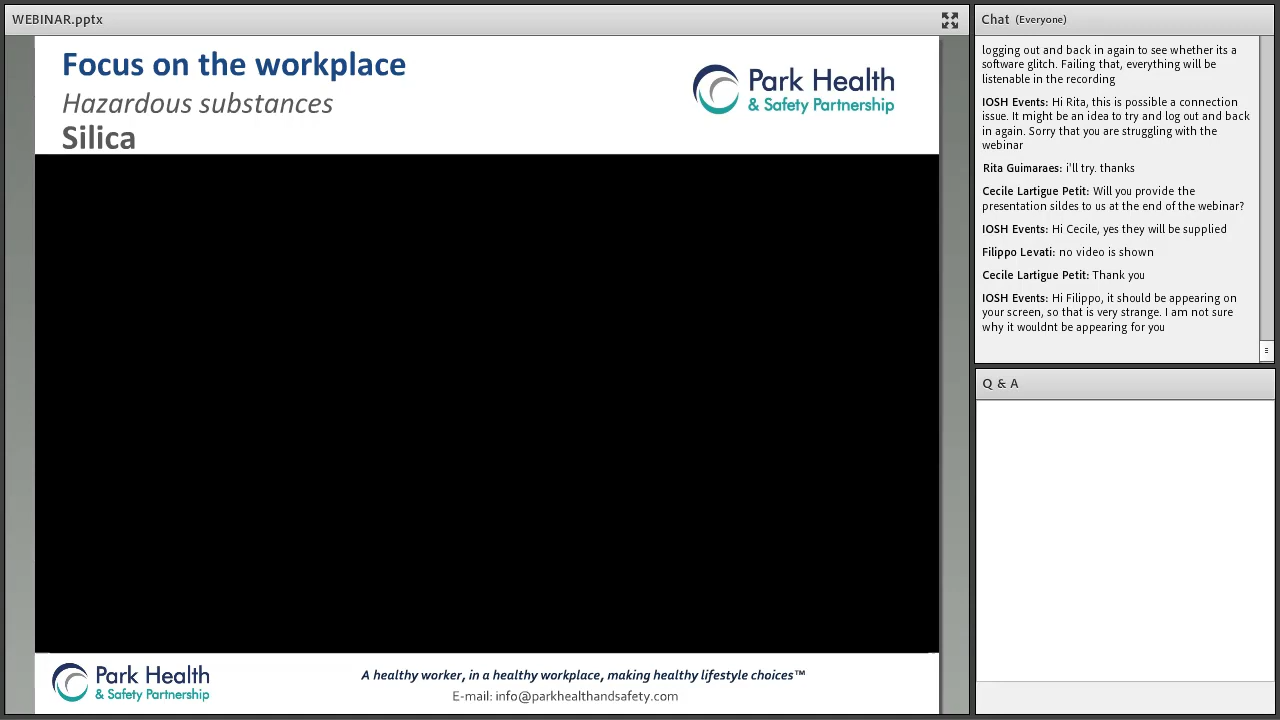 WEBINAR.pptx
Focus on the workplace
Hazardous substances
Silica
Park Health
& Safety Partnership
Park Health
& Safety Partnership
A healthy worker, in a healthy workplace, making healthy lifestyle choices™
E-mail: info@parkhealthandsafety.com
Chat (Everyone)
logging out and back in again to see whether its a
software glitch. Failing that, everything will be
listenable in the recording
IOSH Events: Hi Rita, this is possible a connection
issue. It might be an idea to try and log out and back
in again. Sorry that you are struggling with the
webinar
Rita Guimaraes: i'll try. thanks
Cecile Lartigue Petit: Will you provide the
presentation sildes to us at the end of the webinar?
IOSH Events: Hi Cecile, yes they will be supplied
Filippo Levati: no video is shown
Cecile Lartigue Petit: Thank you
IOSH Events: Hi Filippo, it should be appearing on
your screen, so that is very strange. I am not sure
why it wouldnt be appearing for you
Q & A